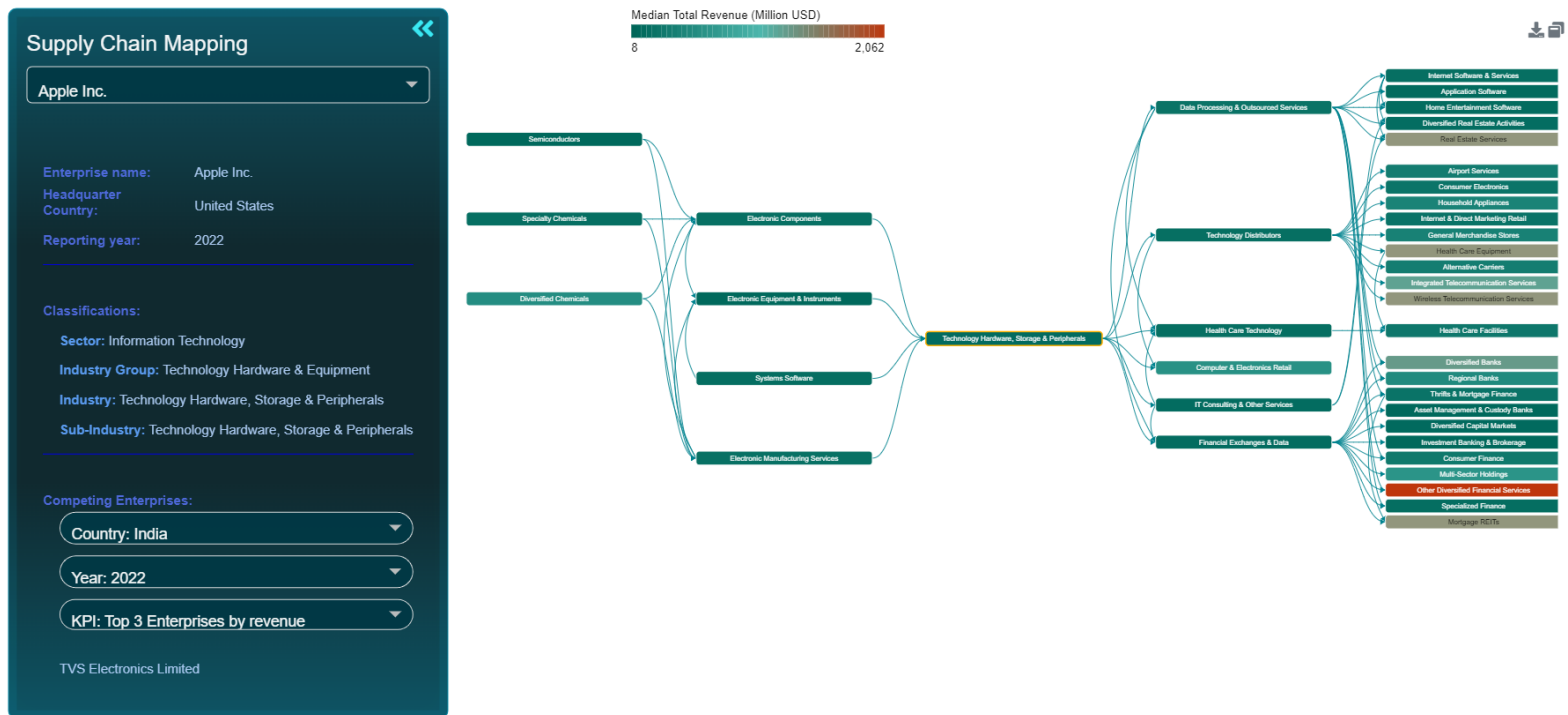 Supply Chain Mapping
Apple Inc.
Enterprise name: Apple Inc.
Headquarter
Country: United States
Reporting year: 2022
Classifications:
Sector: Information Technology
Industry Group: Technology Hardware & Equipment
Industry: Technology Hardware, Storage & Peripherals
Sub-Industry: Technology Hardware, Storage & Peripherals
Competing Enterprises:
Country: India
Year: 2022
KPI: Top 3 Enterprises by revenue
TVS Electronics Limited
Median Total Revenue (Million USD)
8 2,062
Semiconductors
Specialty Chemicals
Diversified Chemicals
Electronic Components
Electronic Equipment & Instruments
Systems Software
Electronic Manufacturing Services
Technology Hardware, Storage & Peripherals
Data Processing & Outsourced Services
Technology Distributors
Health Care Technology
Computer & Electronics Retail
IT Consulting & Other Services
Financial Exchanges & Data
Internet Software & Services
Application Software
Home Entertainment Software
Diversified Real Estate Activities
Real Estate Services
Airport Services
Consumer Electronics
Household Appliances
Internet & Direct Marketing Retail
General Merchandise Stores
Health Care Equipment
Alternative Carriers
Integrated Telecommunication Services
Wireless Telecommunication Services
Health Care Facilities
Diversified Banks
Regional Banks
Thrifts & Mortgage Finance
Asset Management & Custody Banks
Diversified Capital Markets
Investment Banking & Brokerage
Consumer Finance
Multi-Sector Holdings
Other Diversified Financial Services
Specialized Finance
Mortgage REITs